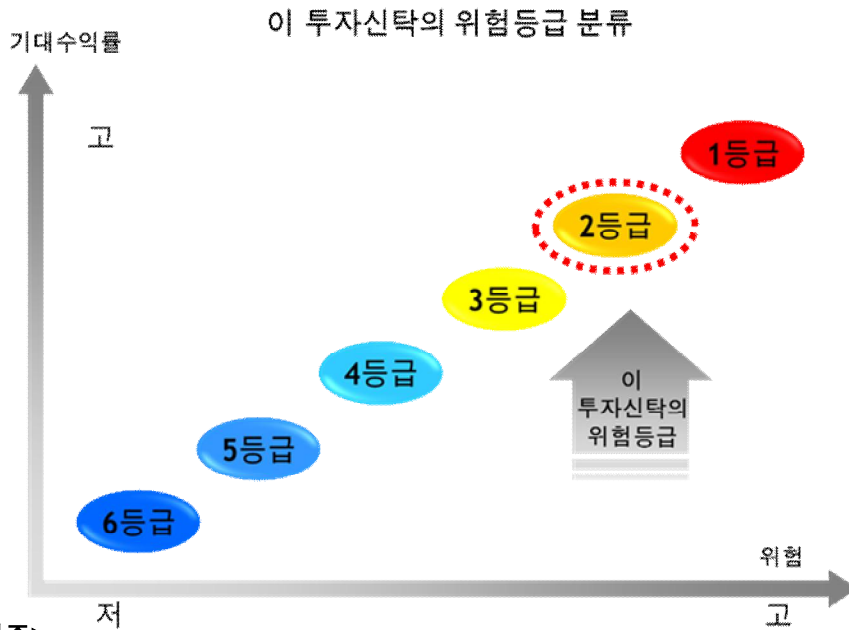 이 투자신탁의 위험등급 분류
기대수익률
고
1등급
2등급
3등급
4등급
이
투자신탁의
위험등급
5등급
6등급
위험
저
고